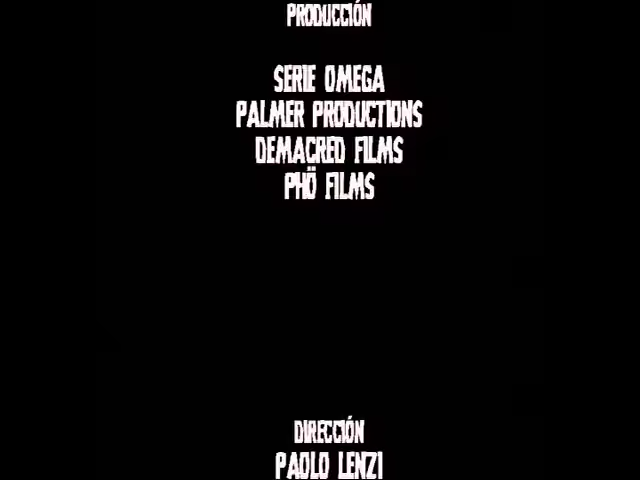 PRODUCCIÓN
SERIE OMEGA
PALMER PRODUCTIONS
DEMACRED FILMS
PHÖ FILMS
DIRECCIÓN
PAOLO LENZI